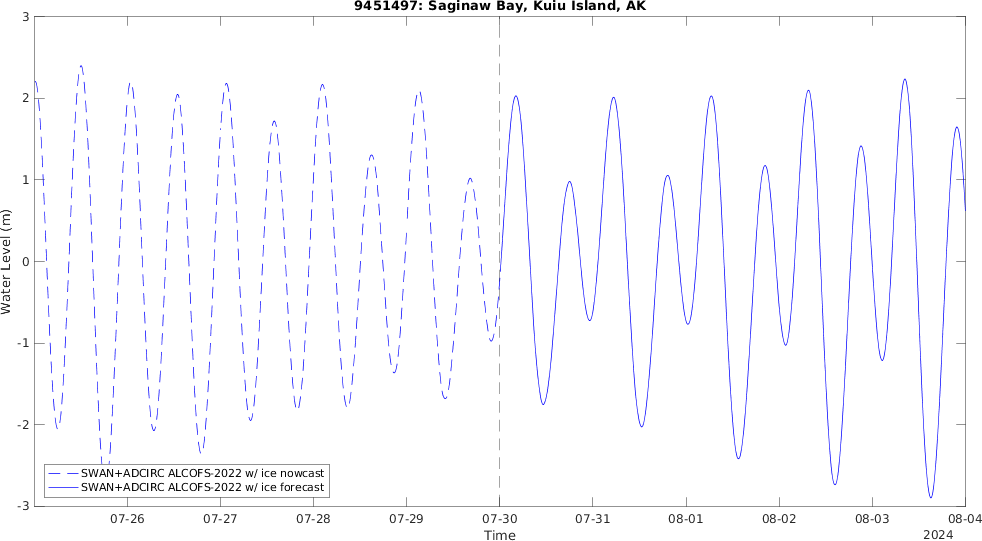 9451497: Saginaw Bay, Kuiu Island, AK
3
2
1
0
-1
-2
-3
Water Level (m)
SWAN+ADCIRC ALCOFS-2022 w/ ice nowcast
SWAN+ADCIRC ALCOFS-2022 w/ ice forecast
07-26 07-27 07-28 07-29 07-30 07-31 08-01 08-02 08-03 08-04
Time
2024